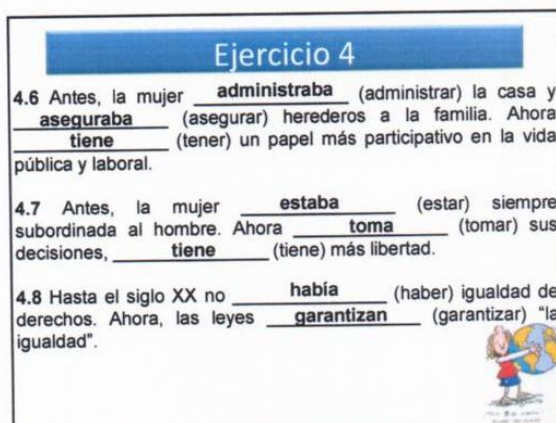 Ejercicio 4
4.6 Antes, la mujer administraba (administrar) la casa y
aseguraba (asegurar) herederos a la familia. Ahora
tiene (tener) un papel más participativo en la vida
pública y laboral.
4.7 Antes, la mujer estaba (estar) siempre
subordinada al hombre. Ahora toma (tomar) sus
decisiones, tiene (tiene) más libertad.
4.8 Hasta el siglo XX no había (haber) igualdad de
derechos. Ahora, las leyes garantizan (garantizar) "la
igualdad".